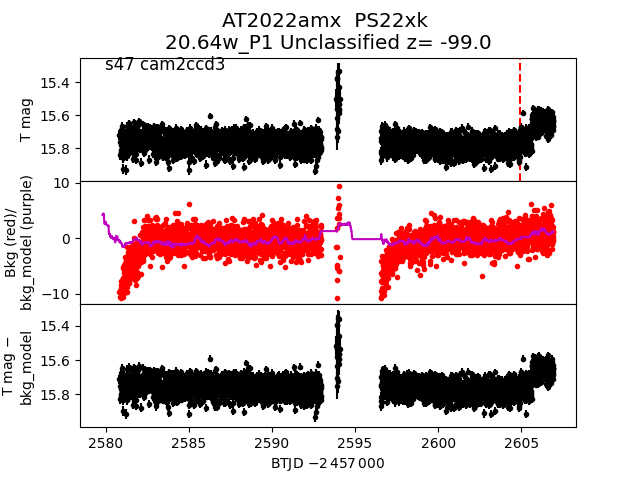 AT2022amx  PS22xk
20.64w_P1 Unclassified z= -99.0
s47 cam2ccd3
T mag
15.4
15.6
15.8
Bkg (red)/
bkg_model (purple)
10
0
−10
T mag −
bkg_model
15.4
15.6
15.8
2580 2585 2590 2595 2600 2605
BTJD −2 457 000